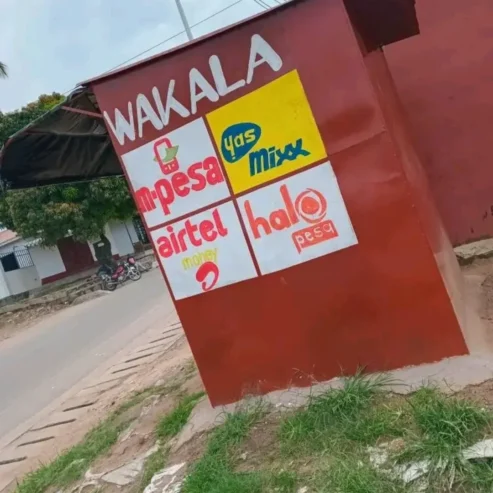 WAKALA
m-pesa
yas
mixx
airtel
money
halo
pesa